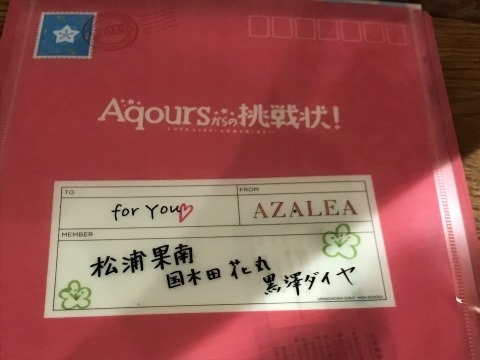 Aqoursからの挑戦状!
LOVE LIVE! SUNSHINE!!
TO
for You♡
FROM
AZALEA
MEMBER
松浦果南
国木田花丸
黒澤ダイヤ